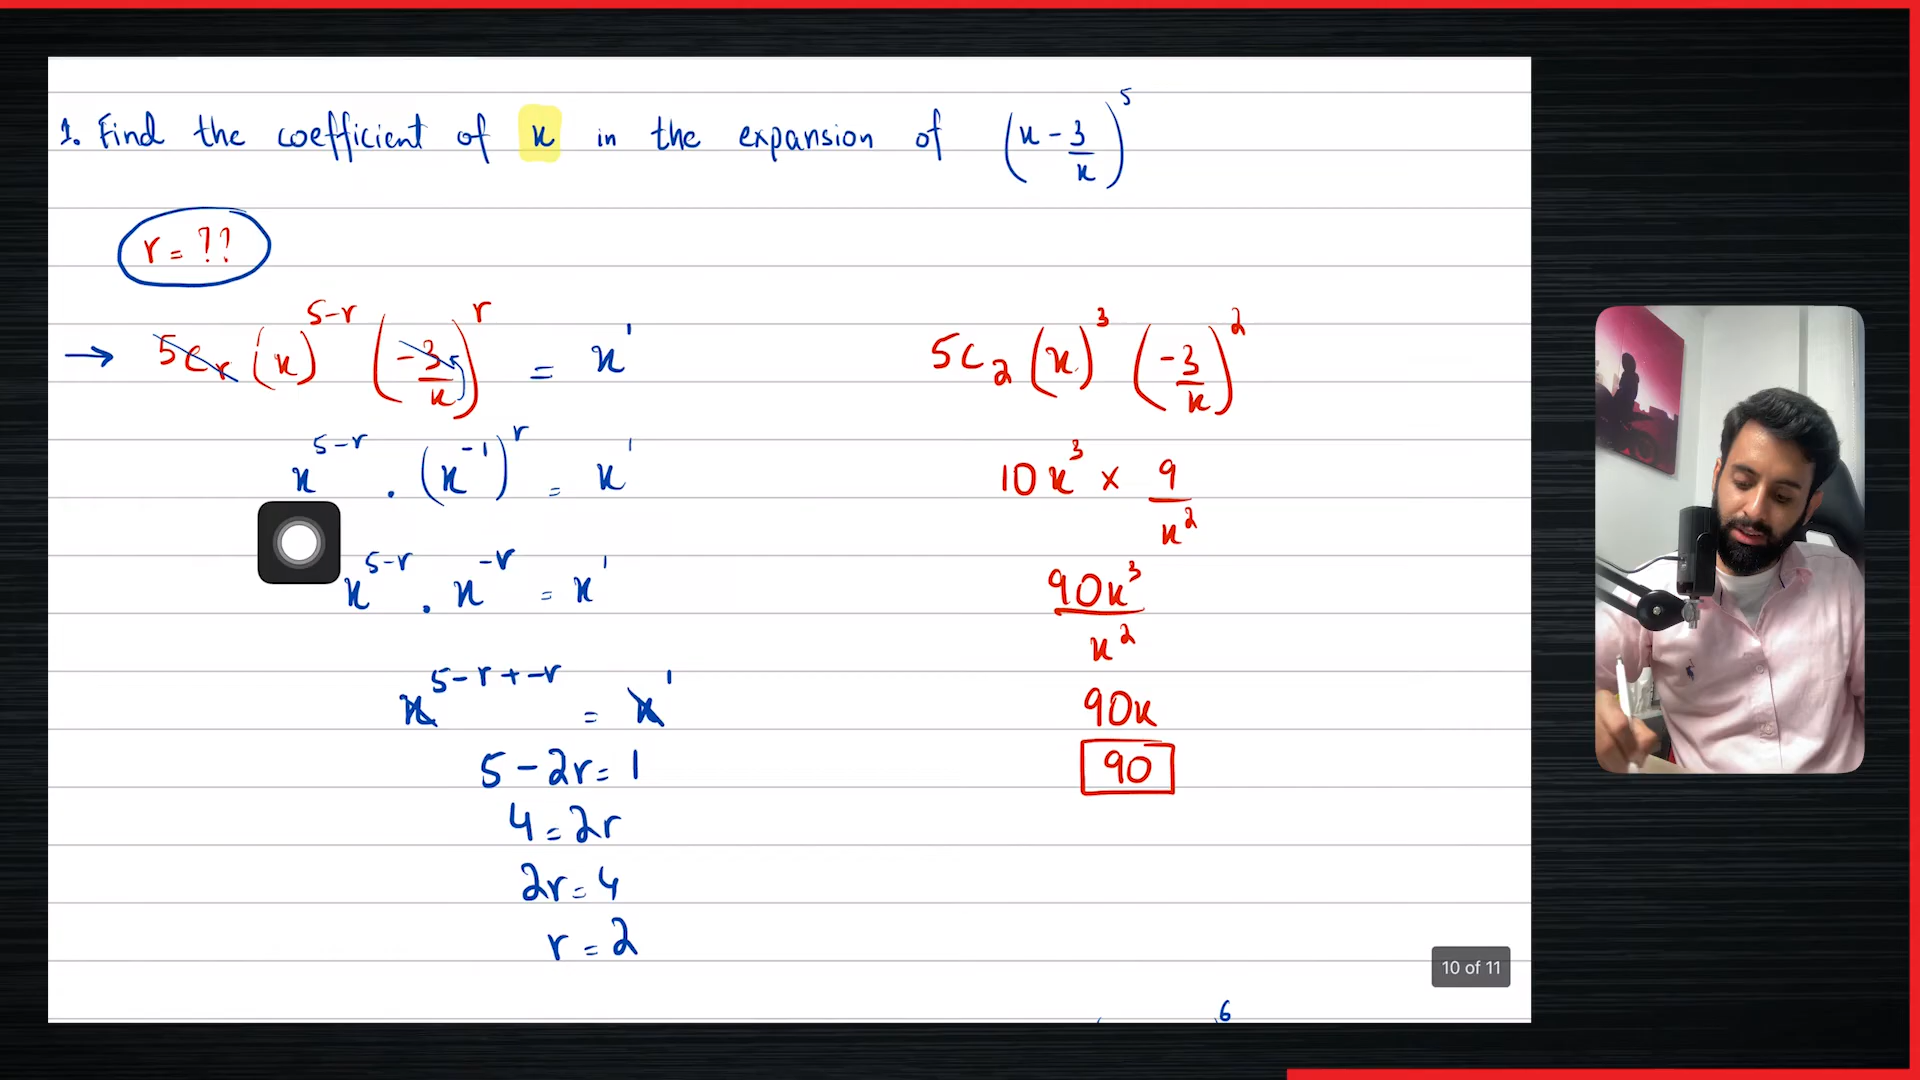 1. Find the coefficient of x in the expansion of (x - 3/x)^5
r = ??
→ 5Cr (x)^5-r (-3/x)^r = x^1
x^5-r . (x^-1)^r = x^1
x^5-r . x^-r = x^1
x^5-r+-r = x^1
5 - 2r = 1
4 = 2r
2r = 4
r = 2
5C2 (x)^3 (-3/x)^2
10x^3 × 9/x^2
90x^3/x^2
90x
90
10 of 11
6